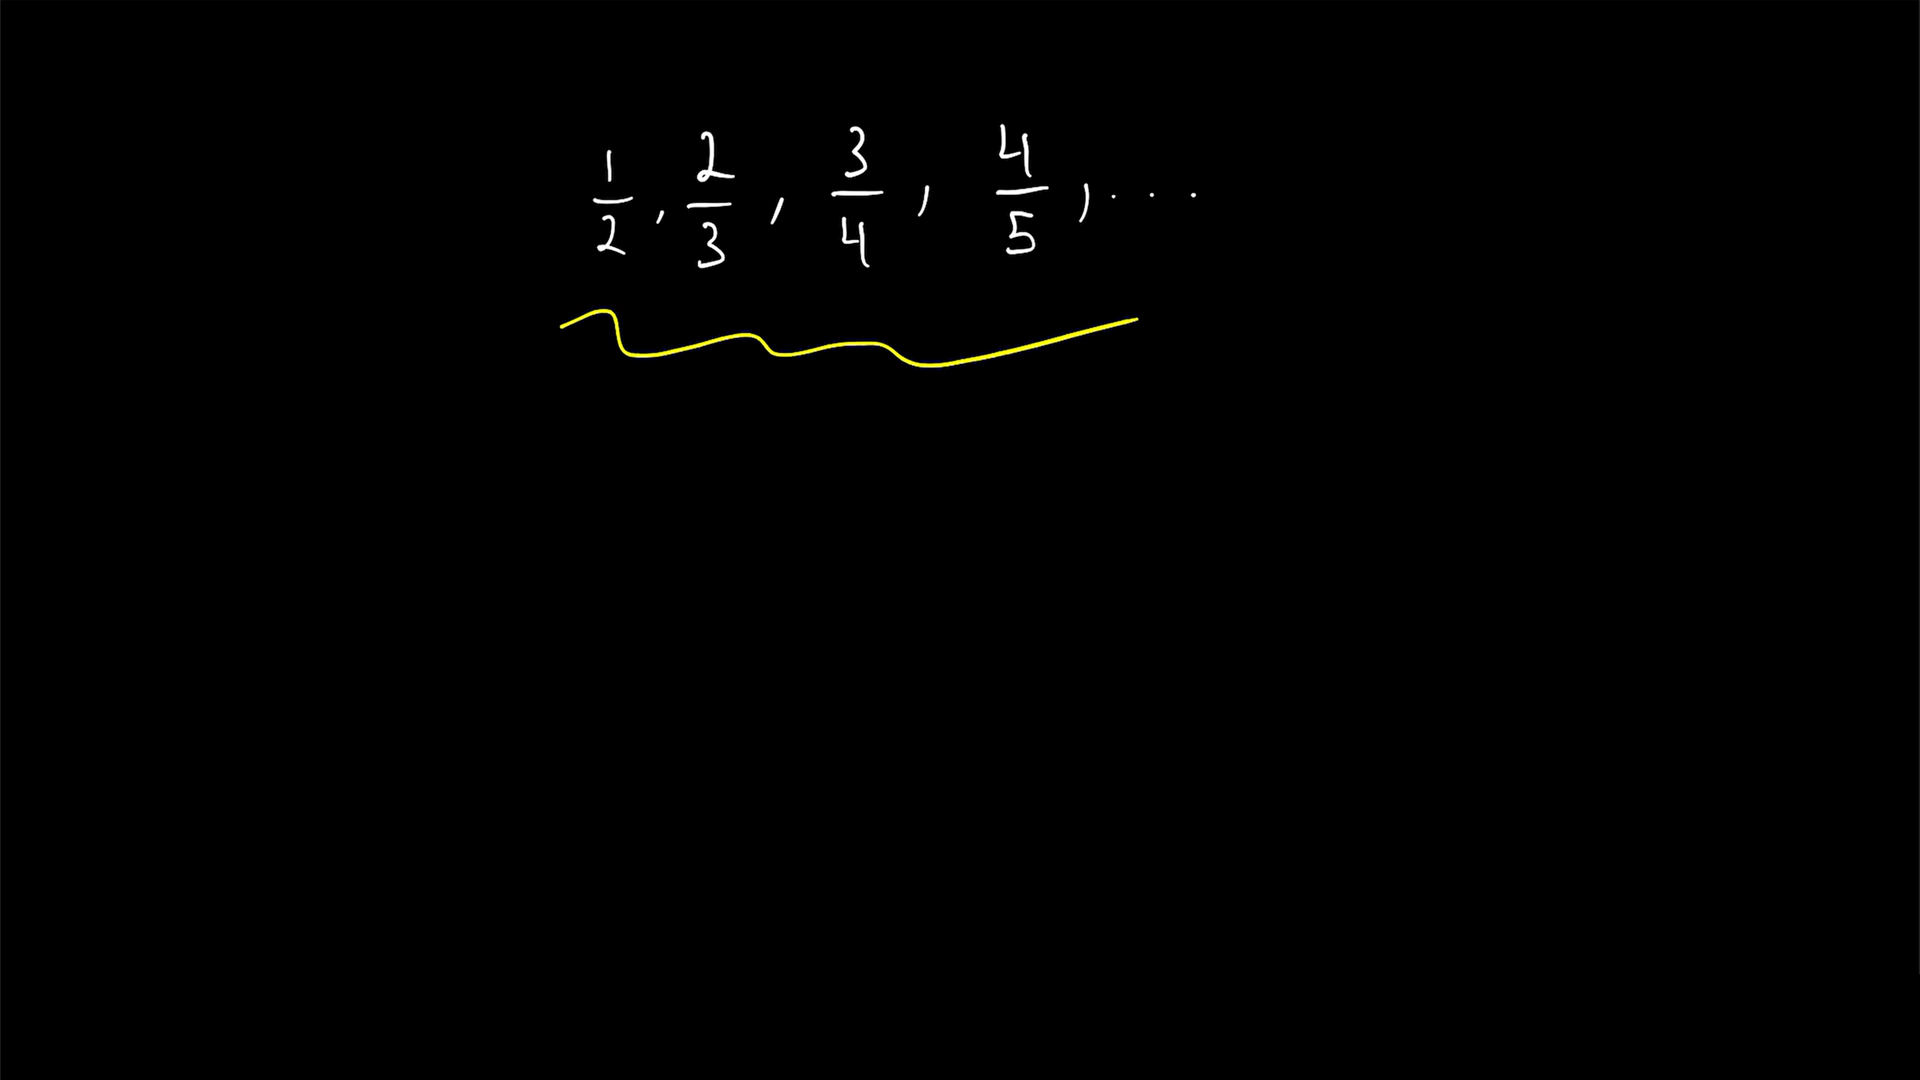 1/2, 2/3, 3/4, 4/5, ...